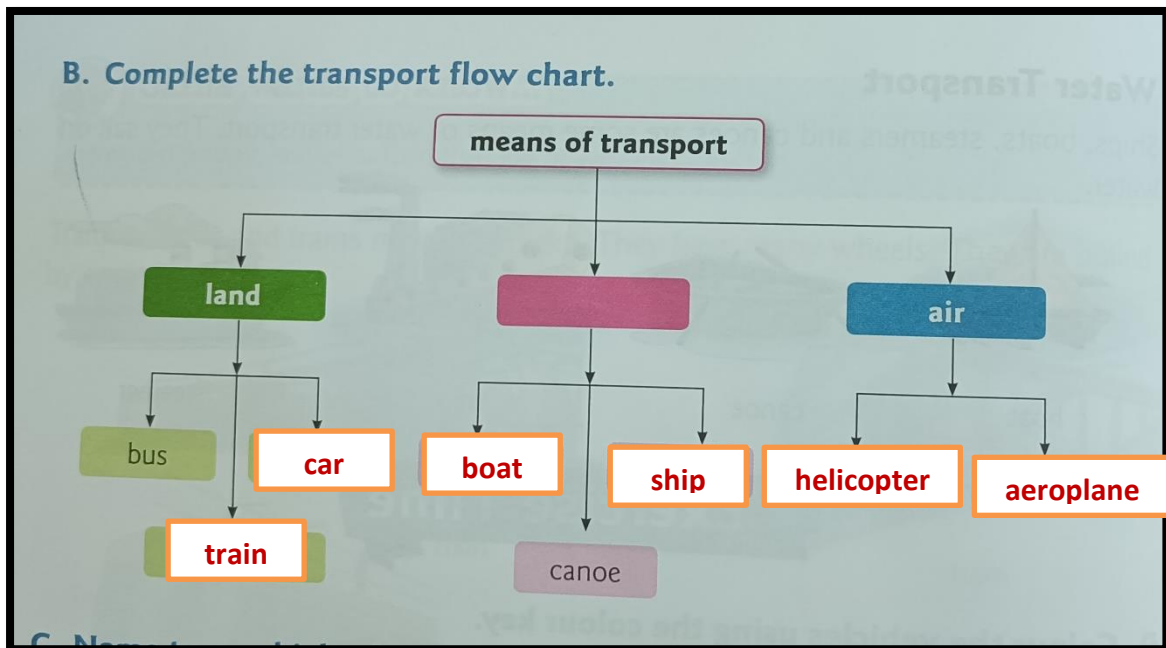 B. Complete the transport flow chart.
means of transport
land
air
bus
car
boat
ship
helicopter
aeroplane
train
canoe